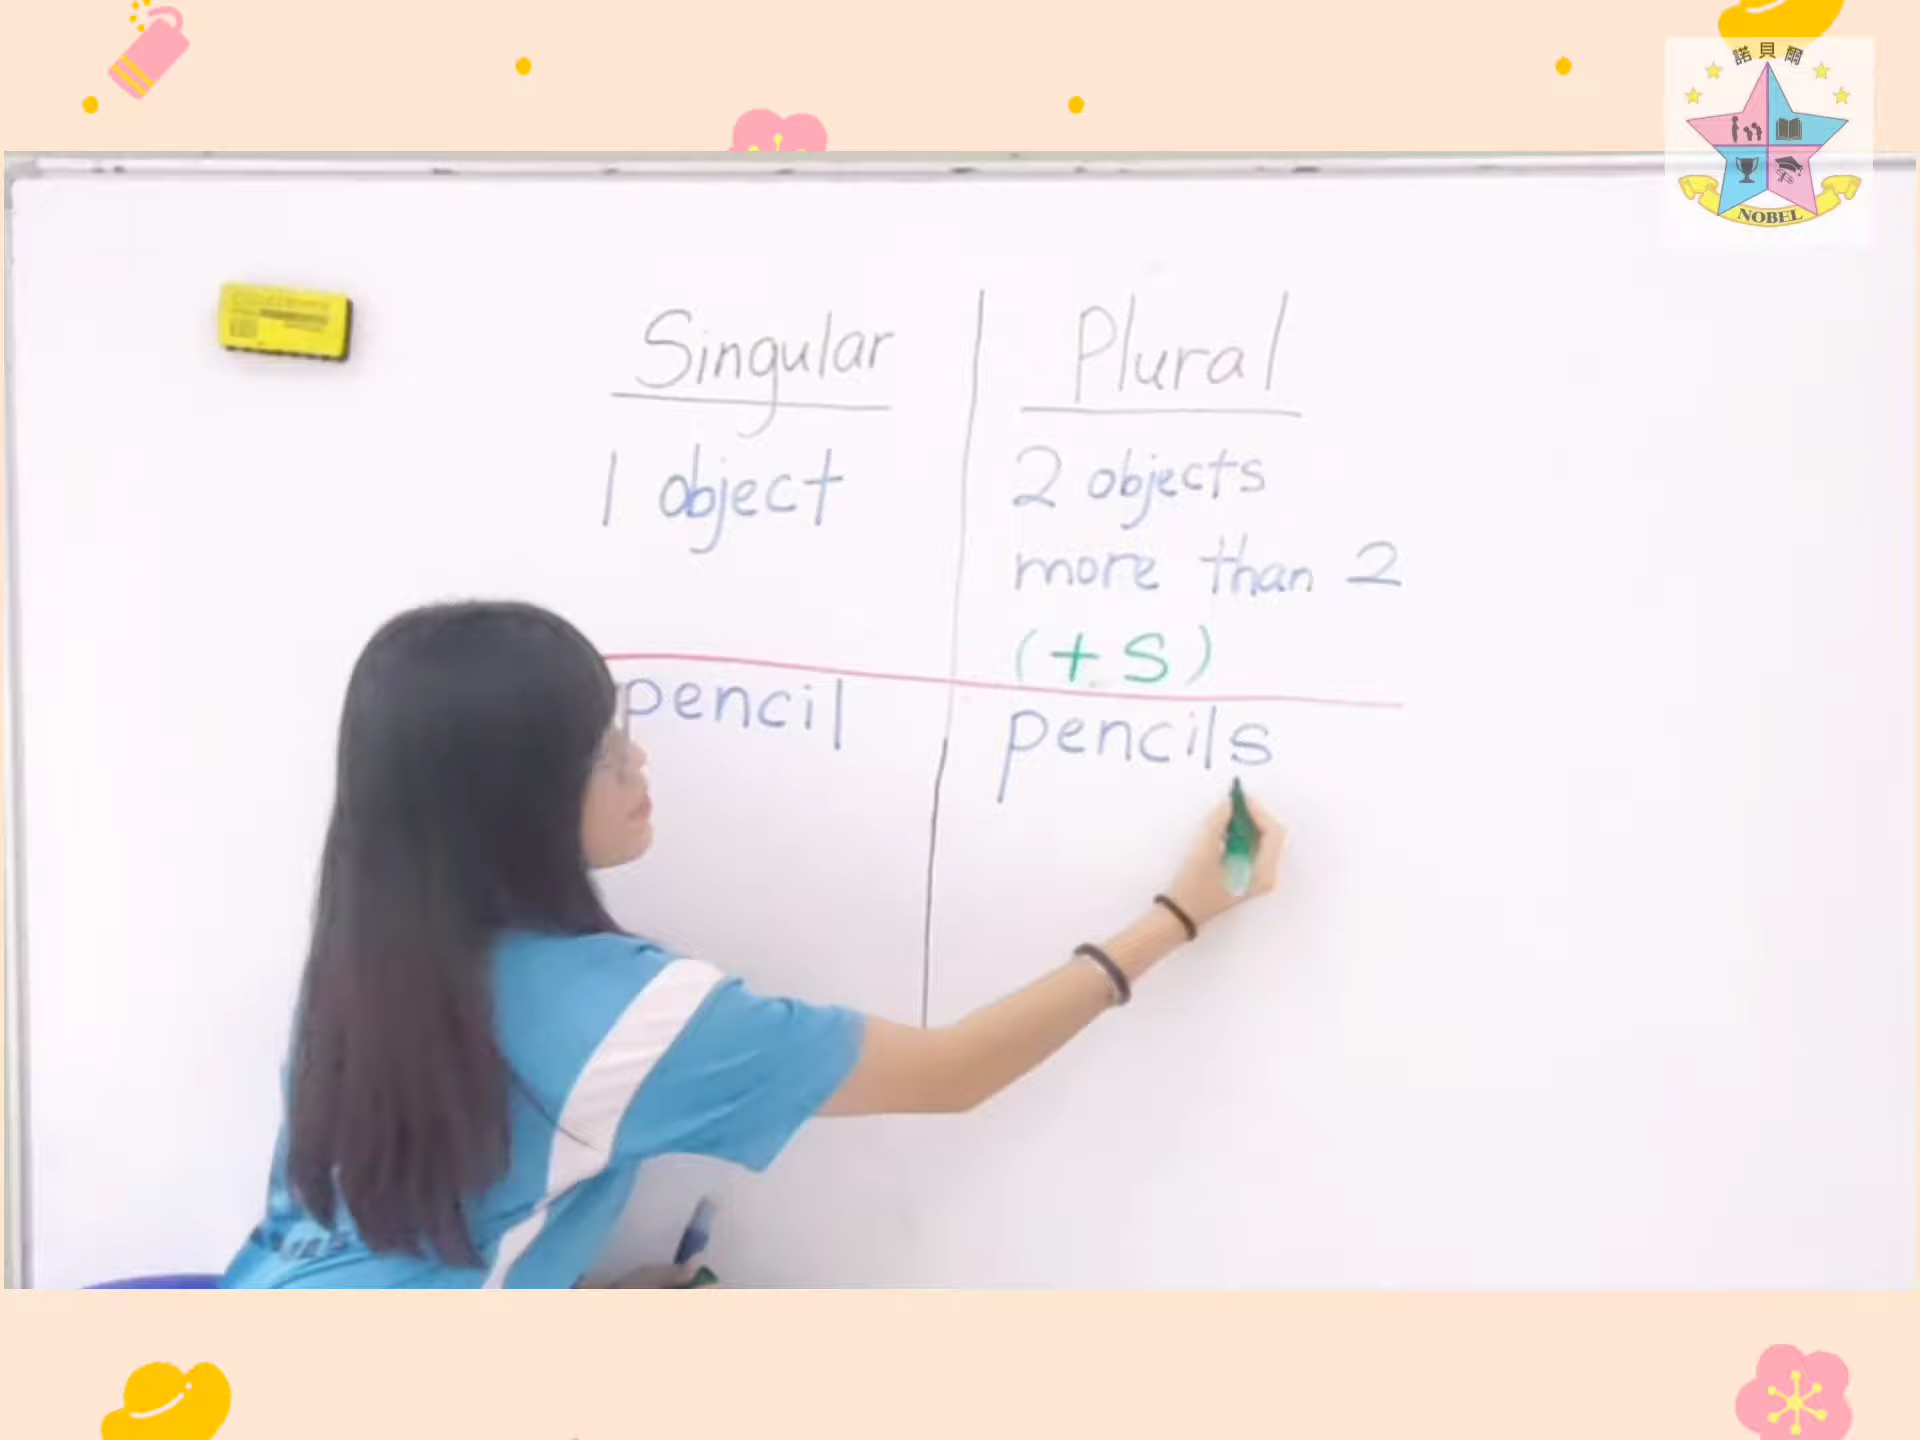 諾貝爾
NOBEL
Singular
Plural
1 object
2 objects
more than 2
(+s)
pencil
pencils